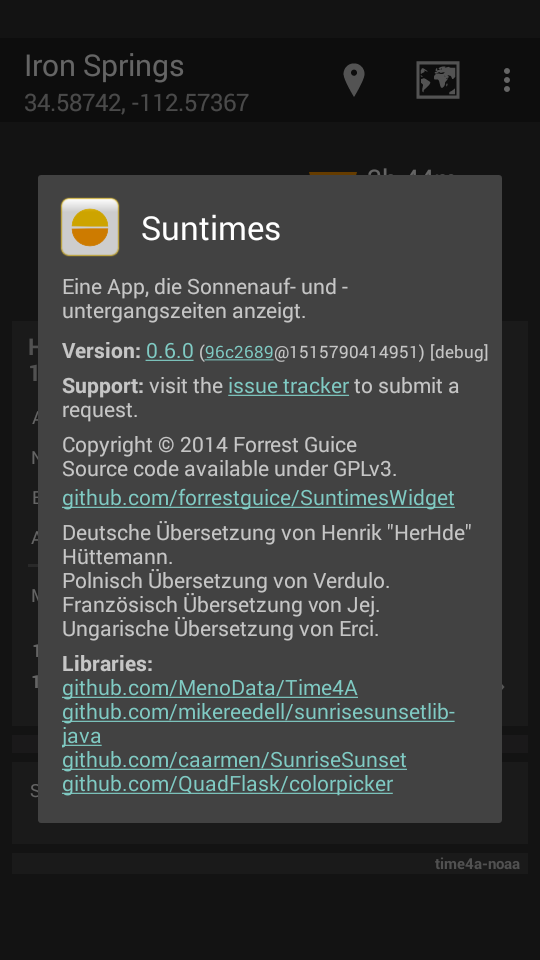 Iron Springs
34.58742, -112.57367
Suntimes
Eine App, die Sonnenauf- und -
untergangszeiten anzeigt.
Version: 0.6.0 (96c2689@1515790414951) [debug]
Support: visit the issue tracker to submit a
request.
Copyright © 2014 Forrest Guice
Source code available under GPLv3.
github.com/forrestguice/SuntimesWidget
Deutsche Übersetzung von Henrik "HerHde"
Hüttemann.
Polnisch Übersetzung von Verdulo.
Französisch Übersetzung von Jej.
Ungarische Übersetzung von Erci.
Libraries:
github.com/MenoData/Time4A
github.com/mikereedell/sunrisesunsetlib-
java
github.com/caarmen/SunriseSunset
github.com/QuadFlask/colorpicker
time4a-noaa